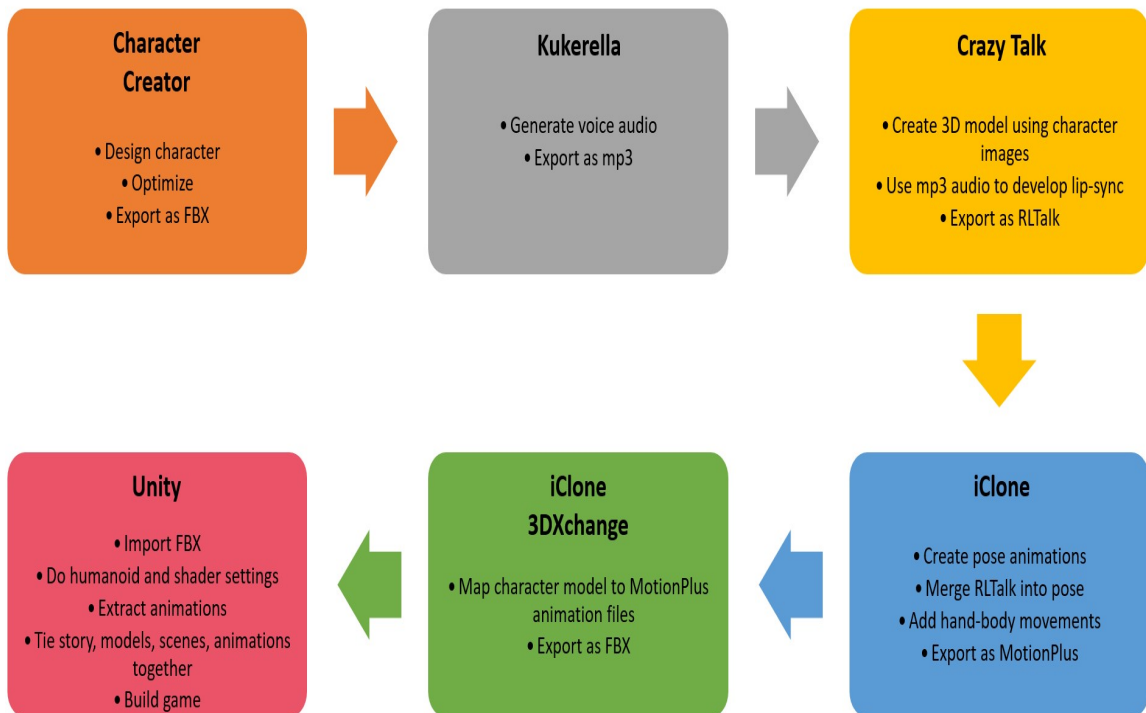 Character
Creator
• Design character
• Optimize
• Export as FBX
Kukerella
• Generate voice audio
• Export as mp3
Crazy Talk
• Create 3D model using character
images
• Use mp3 audio to develop lip-sync
• Export as RLTalk
iClone
• Create pose animations
• Merge RLTalk into pose
• Add hand-body movements
• Export as MotionPlus
iClone
3DXchange
• Map character model to MotionPlus
animation files
• Export as FBX
Unity
• Import FBX
• Do humanoid and shader settings
• Extract animations
• Tie story, models, scenes, animations
together
• Build game